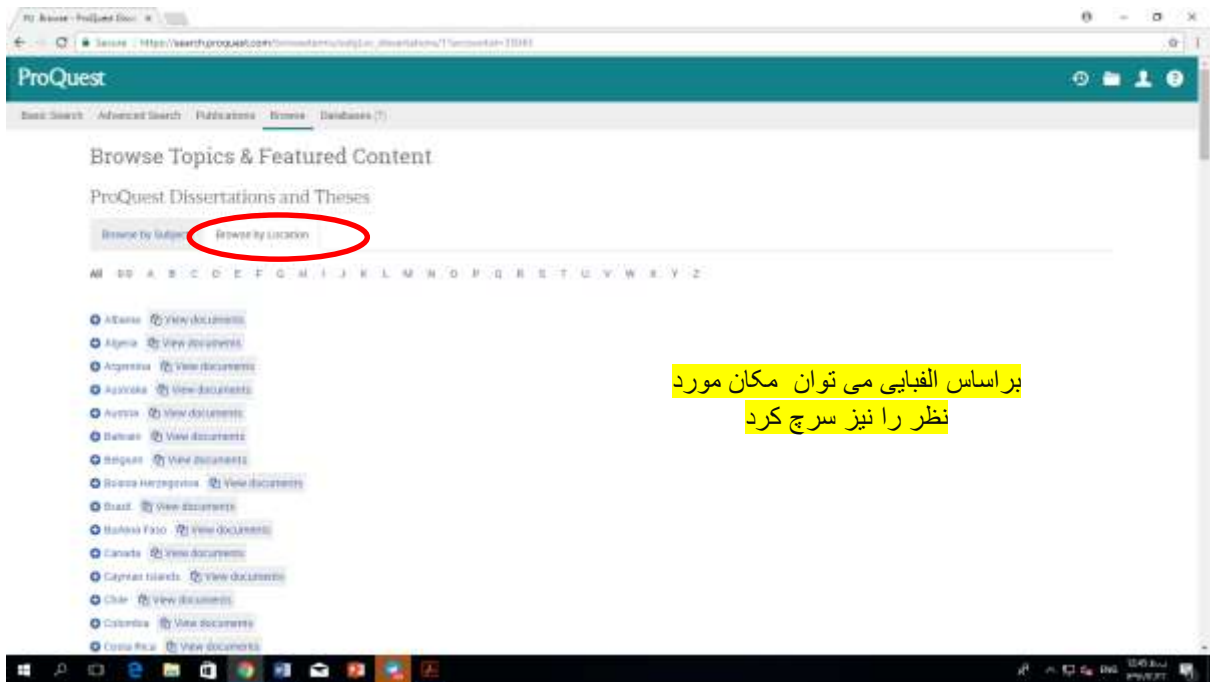 ProQuest
Basic Search Advanced Search Publications Browse Databases (7)
Browse Topics & Featured Content
ProQuest Dissertations and Theses
Browse by Subject Browse by Location
All A B C D E F G H I J K L M N O P Q R S T U V W X Y Z
Albania View documents
Algeria View documents
Argentina View documents
Australia View documents
Austria View documents
Bahrain View documents
Belgium View documents
Bosnia Herzegovina View documents
Brazil View documents
Burkina Faso View documents
Canada View documents
Cayman Islands View documents
Chile View documents
Colombia View documents
Costa Rica View documents
براساس الفبایی می توان مکان مورد
نظر را نیز سرچ کرد
ENG